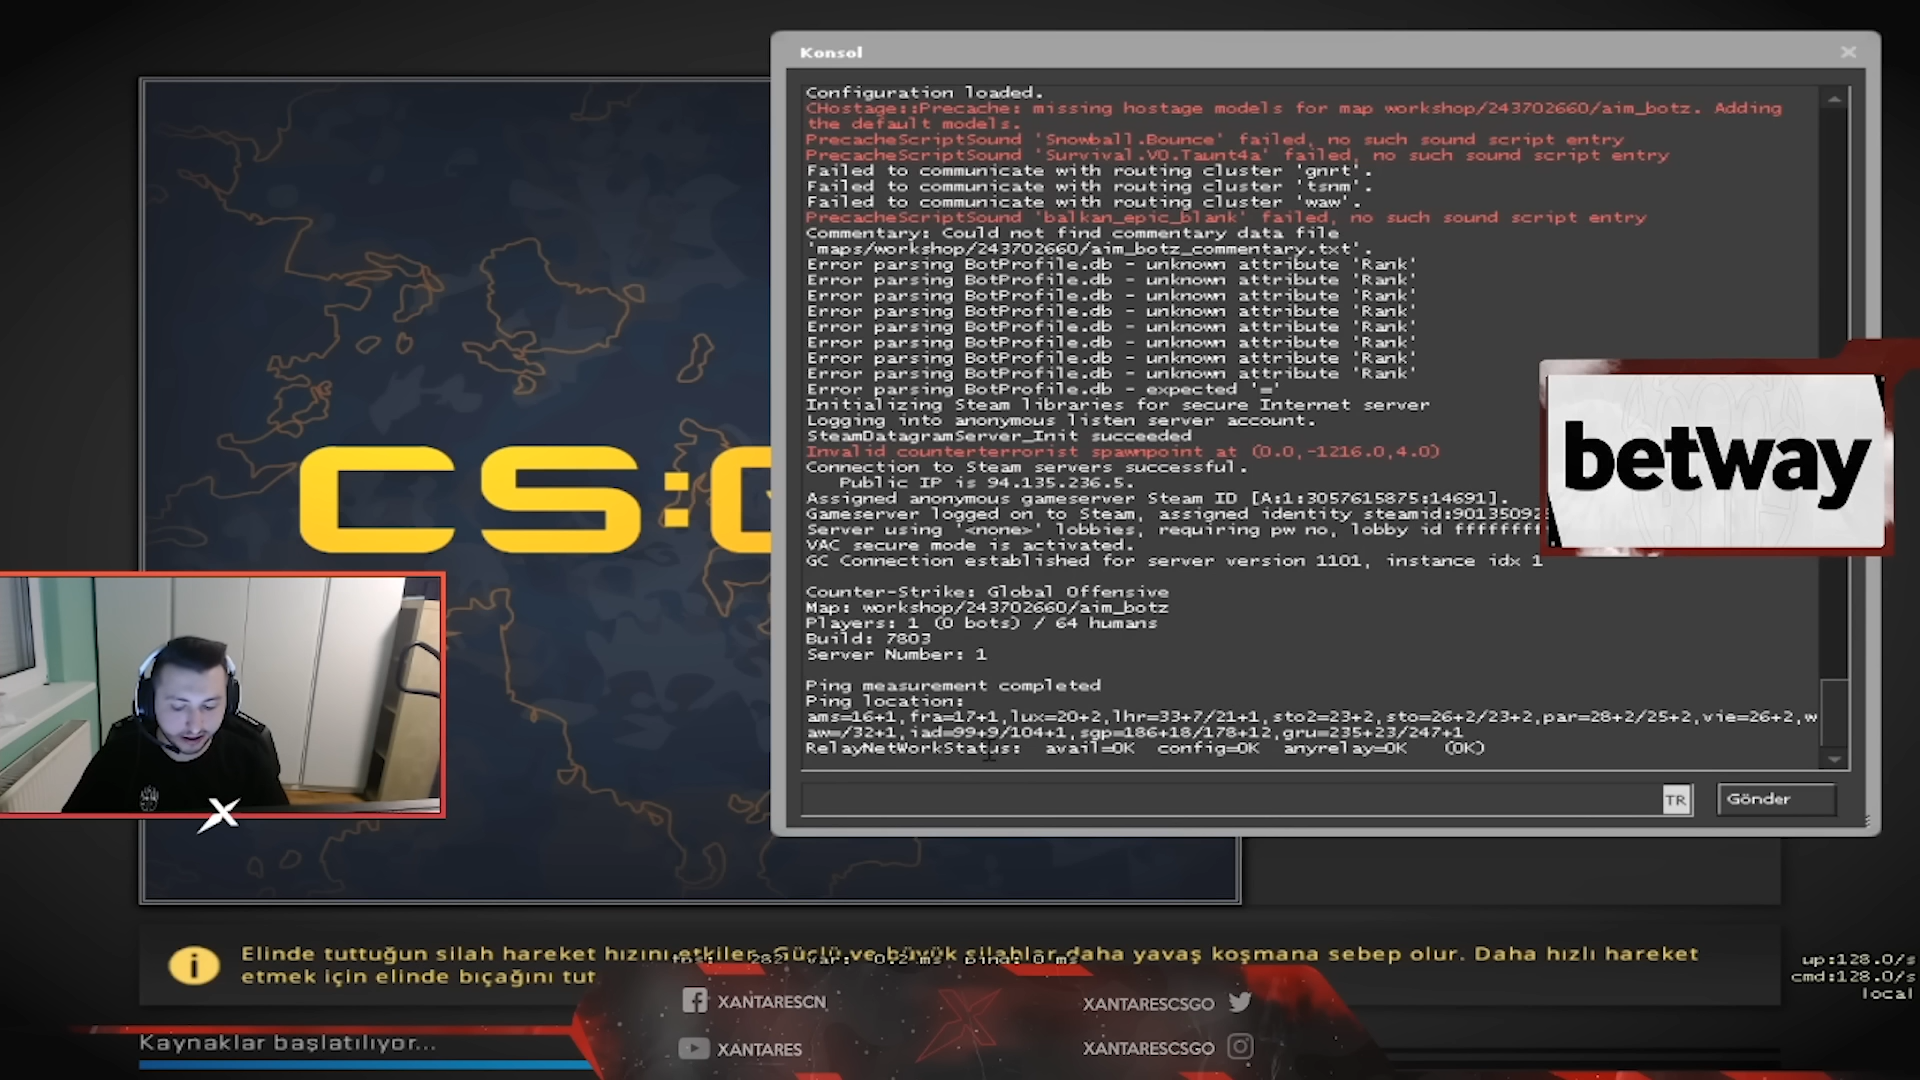 Konsol
Configuration loaded.
CHostage::Precache: missing hostage models for map workshop/243702660/aim_botz. Adding
the default models.
PrecacheScriptSound 'Snowball.Bounce' failed, no such sound script entry
PrecacheScriptSound 'Survival.VO.Taunt4a' failed, no such sound script entry
Failed to communicate with routing cluster 'gnrt'.
Failed to communicate with routing cluster 'tsnm'.
Failed to communicate with routing cluster 'waw'.
PrecacheScriptSound 'balkan_epic_blank' failed, no such sound script entry
Commentary: Could not find commentary data file
'maps/workshop/243702660/aim_botz_commentary.txt'.
Error parsing BotProfile.db - unknown attribute 'Rank'
Error parsing BotProfile.db - unknown attribute 'Rank'
Error parsing BotProfile.db - unknown attribute 'Rank'
Error parsing BotProfile.db - unknown attribute 'Rank'
Error parsing BotProfile.db - unknown attribute 'Rank'
Error parsing BotProfile.db - unknown attribute 'Rank'
Error parsing BotProfile.db - unknown attribute 'Rank'
Error parsing BotProfile.db - unknown attribute 'Rank'
Error parsing BotProfile.db - expected '='
Initializing Steam libraries for secure Internet server
Logging into anonymous listen server account.
SteamDatagramServer_Init succeeded
Invalid counterterrorist spawnpoint at (0.0,-1216.0,4.0)
Connection to Steam servers successful.
Public IP is 94.135.236.5.
Assigned anonymous gameserver Steam ID [A:1:3057615875:14691].
Gameserver logged on to Steam, assigned identity steamid:90135092
Server using '<none>' lobbies, requiring pw no, lobby id ffffffff
VAC secure mode is activated.
GC Connection established for server version 1101, instance idx 1
Counter-Strike: Global Offensive
Map: workshop/243702660/aim_botz
Players: 1 (0 bots) / 64 humans
Build: 7803
Server Number: 1
Ping measurement completed
Ping location:
ams=16+1,fra=17+1,lux=20+2,lhr=33+7/21+1,sto2=23+2,sto=26+2/23+2,par=28+2/25+2,vie=26+2,w
aw=/32+1,iad=99+9/104+1,sgp=186+18/178+12,gru=235+23/247+1
RelayNetWorkStatus: avail=OK config=OK anyrelay=OK (OK)
TR
Gönder
betway
CS:G
Elinde tuttuğun silah hareket hızını etkiler. Güçlü ve büyük silahlar daha yavaş koşmana sebep olur. Daha hızlı hareket
etmek için elinde bıçağını tut
fps: 282 var: 0.2 ms ping: 0 ms
up:128.0/s
cmd:128.0/s
local
Kaynaklar başlatılıyor...
XANTARESCN
XANTARESCSGO
XANTARES
XANTARESCSGO